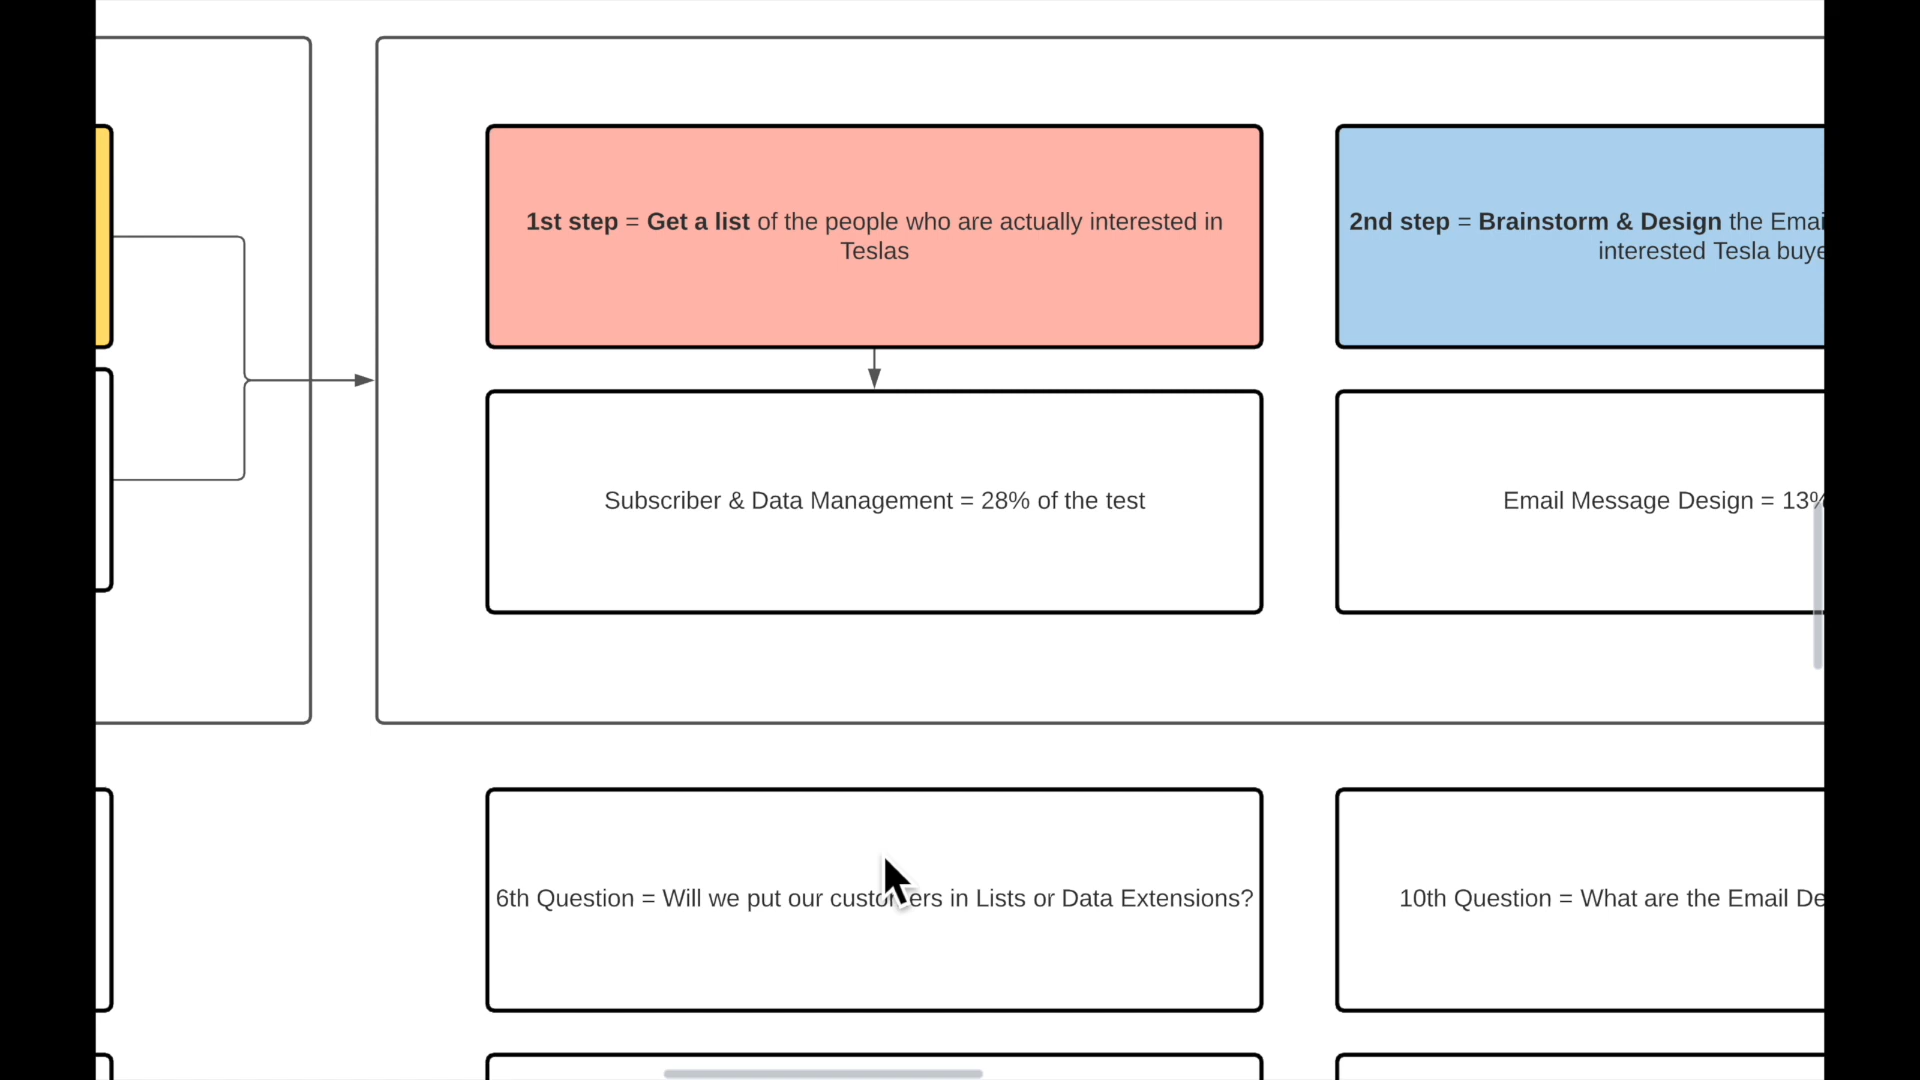 1st step = Get a list of the people who are actually interested in
Teslas
2nd step = Brainstorm & Design the Emai
interested Tesla buye
Subscriber & Data Management = 28% of the test
Email Message Design = 13%
6th Question = Will we put our customers in Lists or Data Extensions?
10th Question = What are the Email De